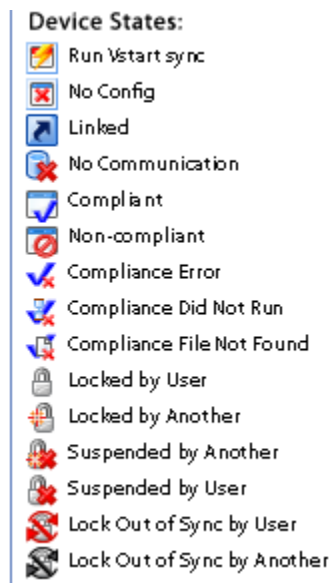 Device States:
Run Vstart sync
No Config
Linked
No Communication
Compliant
Non-compliant
Compliance Error
Compliance Did Not Run
Compliance File Not Found
Locked by User
Locked by Another
Suspended by Another
Suspended by User
Lock Out of Sync by User
Lock Out of Sync by Another